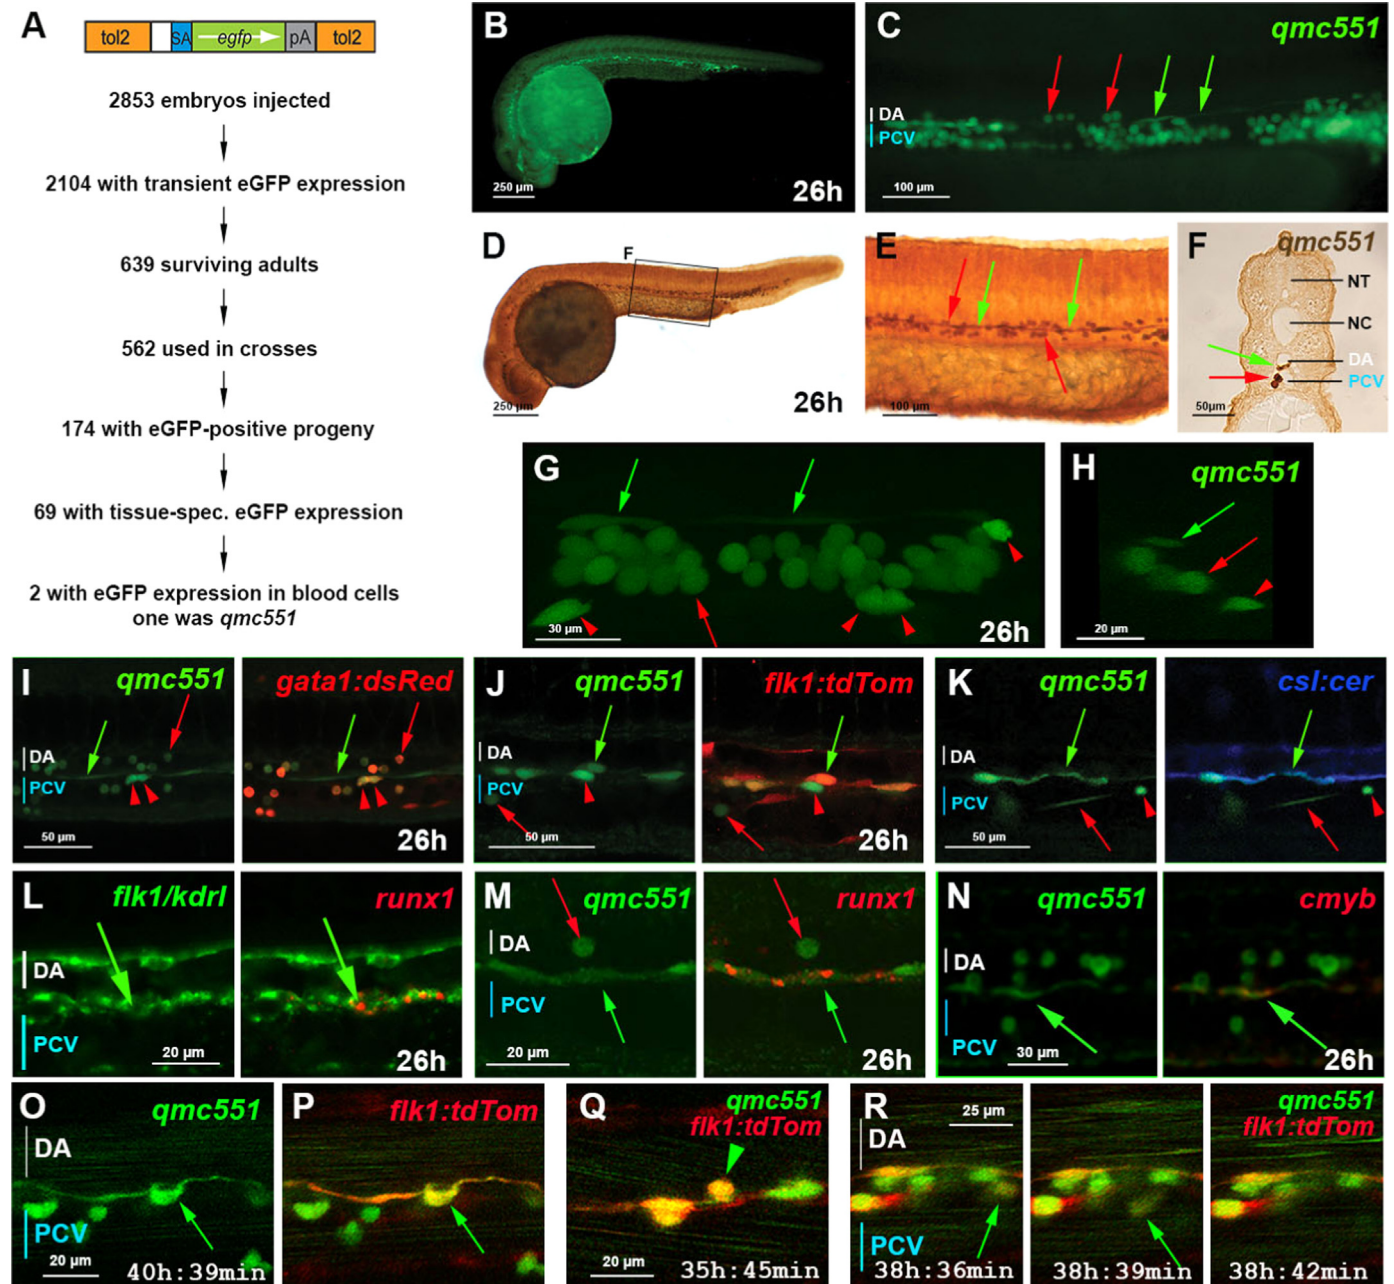 A
tol2 SA egfp pA tol2
2853 embryos injected
2104 with transient eGFP expression
639 surviving adults
562 used in crosses
174 with eGFP-positive progeny
69 with tissue-spec. eGFP expression
2 with eGFP expression in blood cells
one was qmc551
B
250 µm
26h
C
qmc551
DA
PCV
100 µm
D
F
250 µm
26h
E
100 µm
F
qmc551
NT
NC
DA
PCV
50µm
G
30 µm
26h
H
qmc551
20 µm
I
qmc551
gata1:dsRed
DA
PCV
50 µm
26h
J
qmc551
flk1:tdTom
DA
PCV
50 µm
26h
K
qmc551
csl:cer
DA
PCV
50 µm
L
flk1/kdrl
runx1
DA
PCV
20 µm
26h
M
qmc551
runx1
DA
PCV
20 µm
26h
N
qmc551
cmyb
DA
PCV
30 µm
26h
O
qmc551
DA
PCV
20 µm
40h:39min
P
flk1:tdTom
Q
qmc551
flk1:tdTom
20 µm
35h:45min
R
25 µm
qmc551
flk1:tdTom
DA
PCV
38h:36min
38h:39min
38h:42min